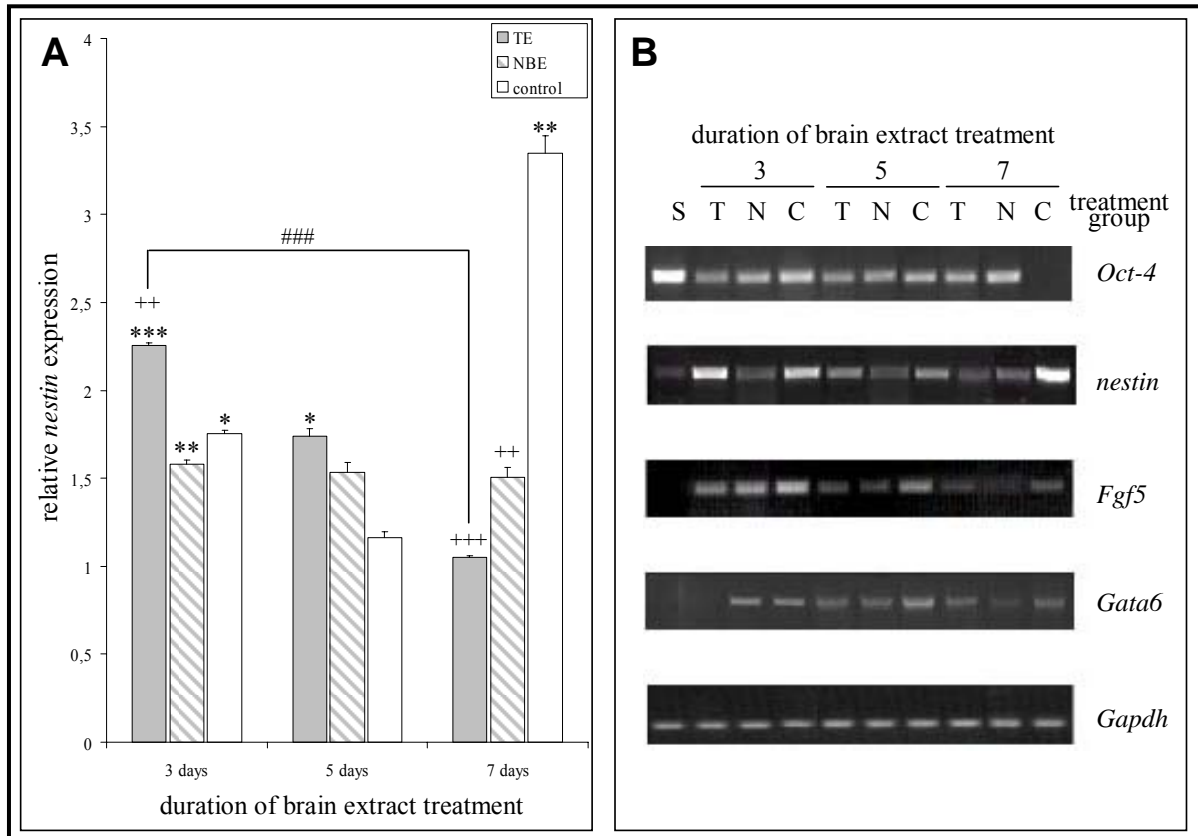 A
TE
NBE
control
4
3,5
3
2,5
2
1,5
1
0,5
0
relative nestin expression
###
++
***
**
*
*
+++
++
**
3 days 5 days 7 days
duration of brain extract treatment
B
duration of brain extract treatment
3 5 7
S T N C T N C T N C
treatment
group
Oct-4
nestin
Fgf5
Gata6
Gapdh